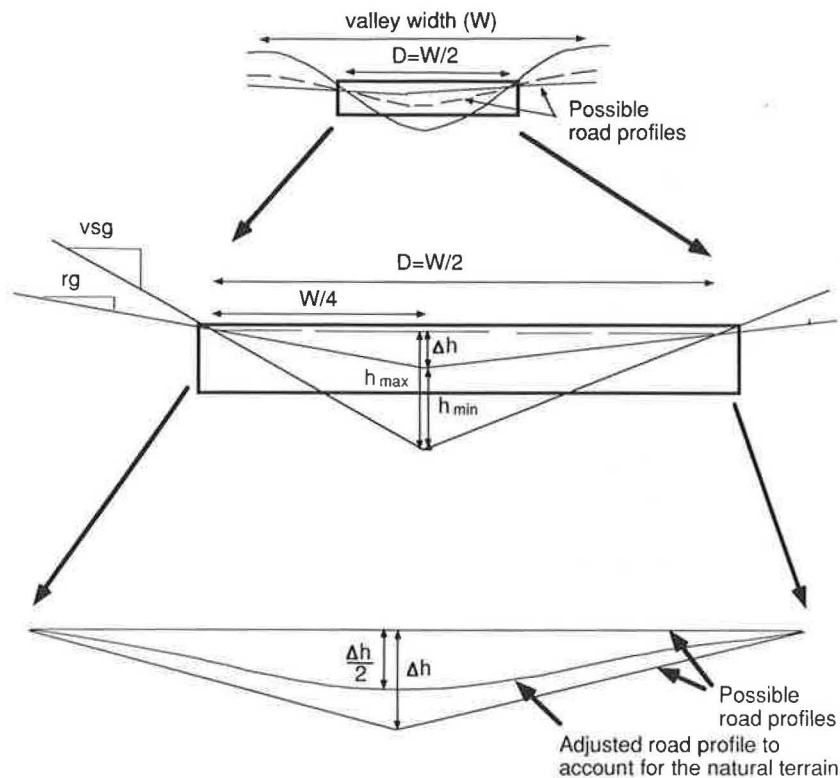 valley width (W)
D=W/2
Possible
road profiles
vsg
rg
D=W/2
W/4
Δh
h max
h min
Δh
2
Δh
Possible
road profiles
Adjusted road profile to
account for the natural terrain